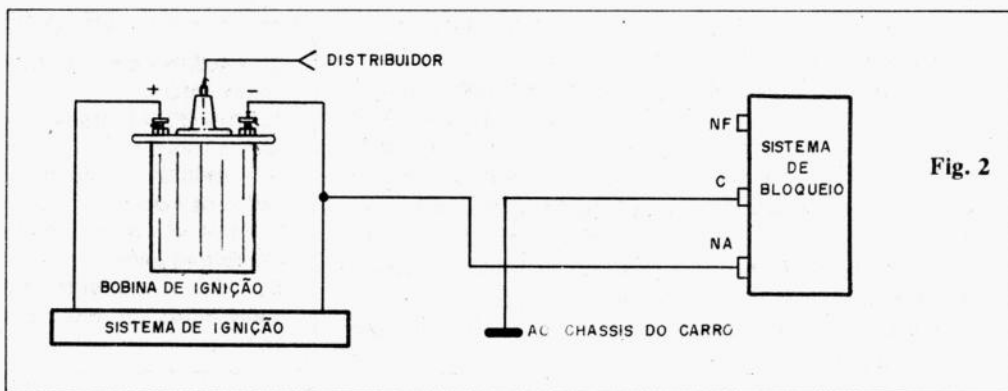 DISTRIBUIDOR
+
-
NF
SISTEMA
DE
BLOQUEIO
Fig. 2
C
NA
BOBINA DE IGNIÇÃO
SISTEMA DE IGNIÇÃO
AO CHASSIS DO CARRO